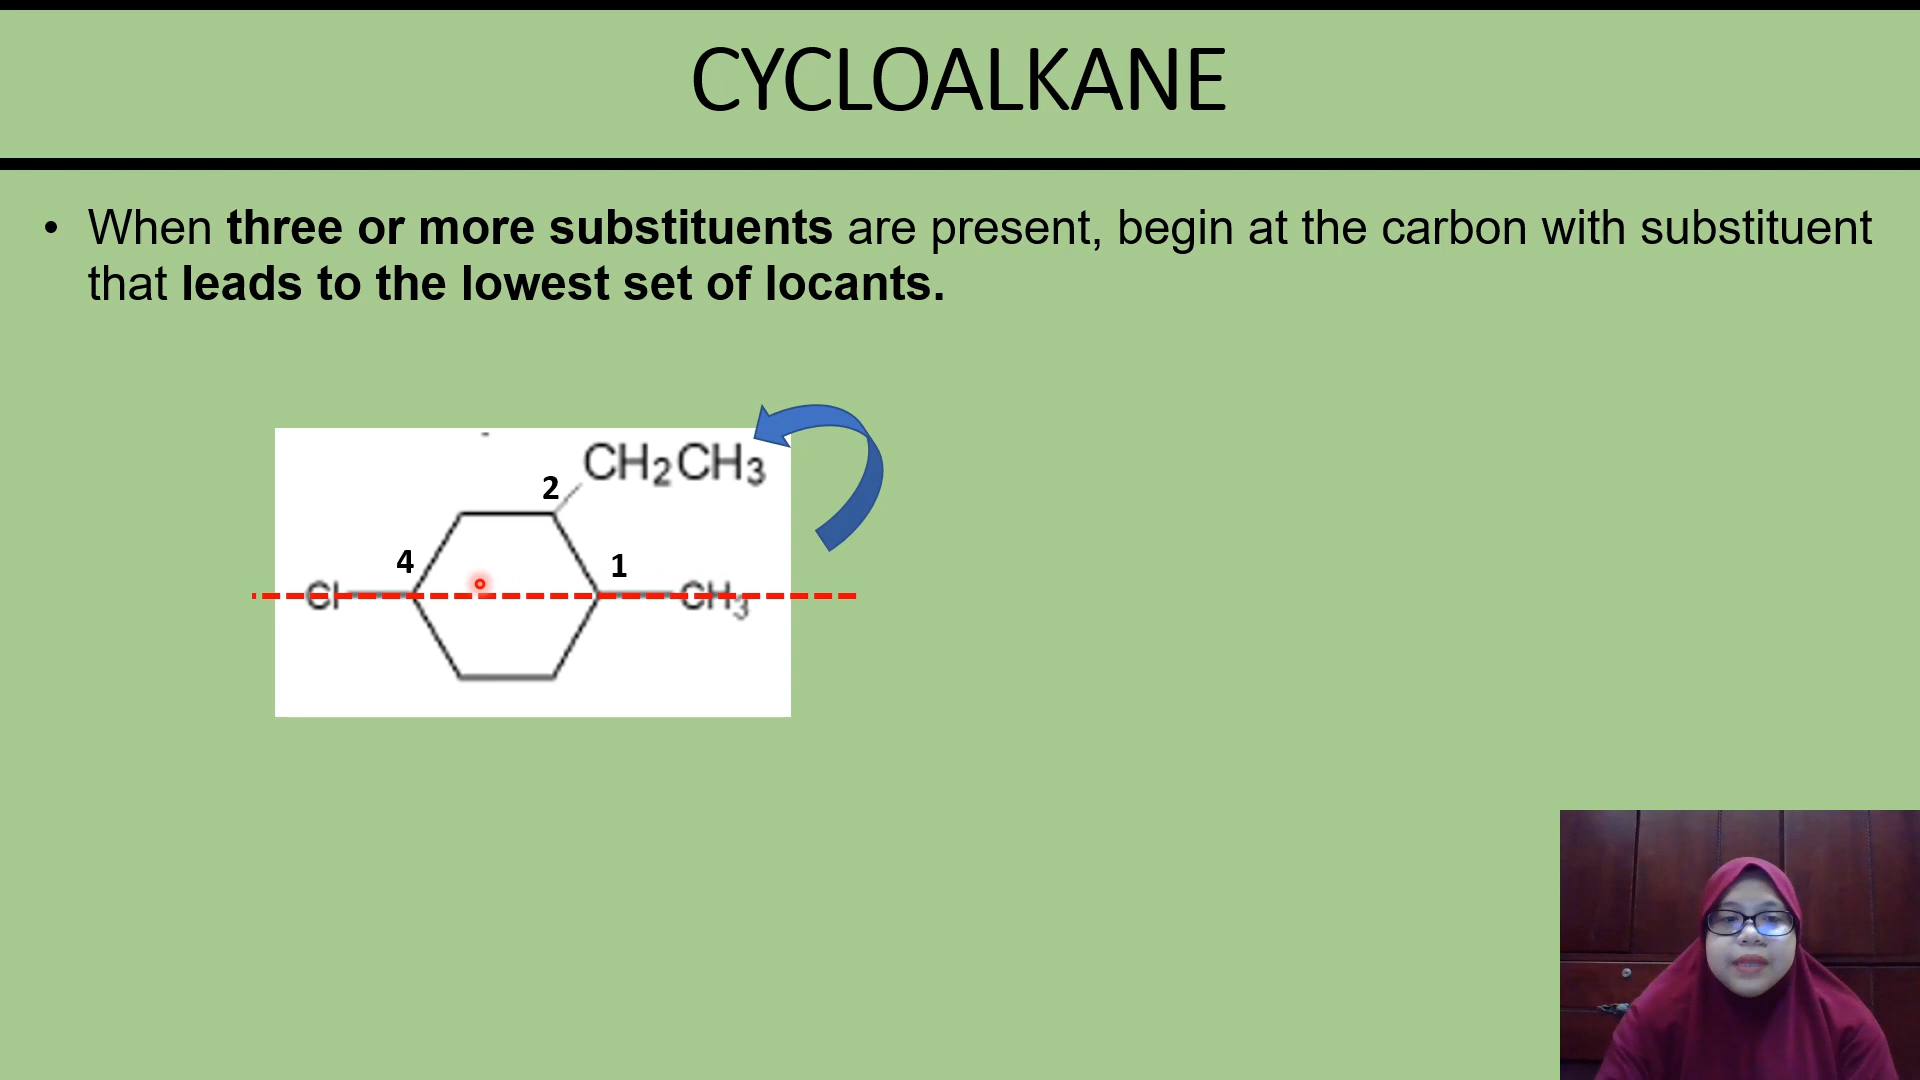 CYCLOALKANE
• When three or more substituents are present, begin at the carbon with substituent
that leads to the lowest set of locants.
CH₂CH₃
2
4
1
Cl
CH₃